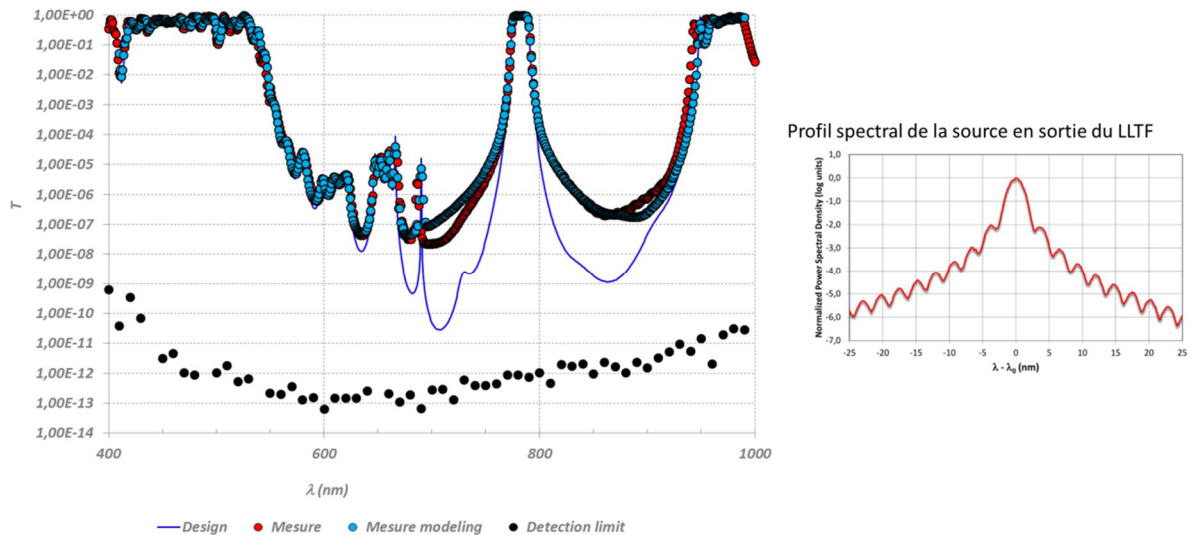 1,00E+00
1,00E-01
1,00E-02
1,00E-03
1,00E-04
1,00E-05
1,00E-06
1,00E-07
1,00E-08
1,00E-09
1,00E-10
1,00E-11
1,00E-12
1,00E-13
1,00E-14
T
400 600 800 1000
λ (nm)
Design Mesure Mesure modeling Detection limit
Profil spectral de la source en sortie du LLTF
Normalized Power Spectral Density (log units)
1,0
0,0
-1,0
-2,0
-3,0
-4,0
-5,0
-6,0
-7,0
-25 -20 -15 -10 -5 0 5 10 15 20 25
λ - λ₀ (nm)